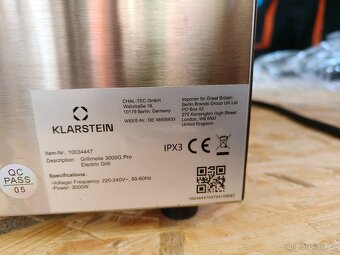 KLARSTEIN
CHAL-TEC GmbH
Wallstraße 16
10179 Berlin, Germany
WEEE-Nr.: DE 46906833
Importer for Great Britain:
Berlin Brands Group UK Ltd
PO Box 42
272 Kensington High Street
London, W8 6ND
United Kingdom
Item-Nr.: 10034447
Description: Grillmeile 3000G Pro
Electric Grill
Specifications:
-Voltage/Frequency: 220-240V~, 50-60Hz
-Power: 3000W
IPX3
CE
QC
PASS
05